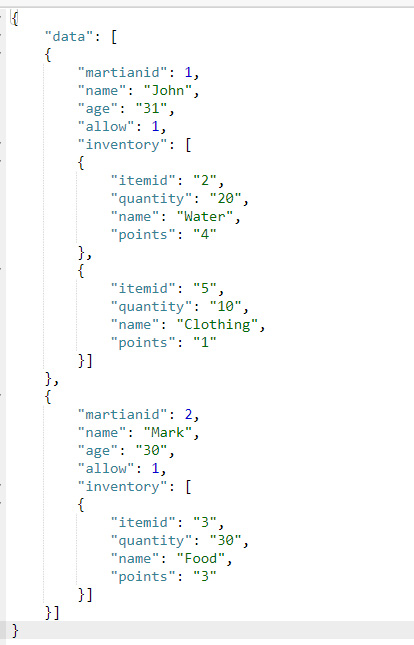 {
    "data": [
    {
        "martianid": 1,
        "name": "John",
        "age": "31",
        "allow": 1,
        "inventory": [
        {
            "itemid": "2",
            "quantity": "20",
            "name": "Water",
            "points": "4"
        },
        {
            "itemid": "5",
            "quantity": "10",
            "name": "Clothing",
            "points": "1"
        }]
    },
    {
        "martianid": 2,
        "name": "Mark",
        "age": "30",
        "allow": 1,
        "inventory": [
        {
            "itemid": "3",
            "quantity": "30",
            "name": "Food",
            "points": "3"
        }]
    }]
}